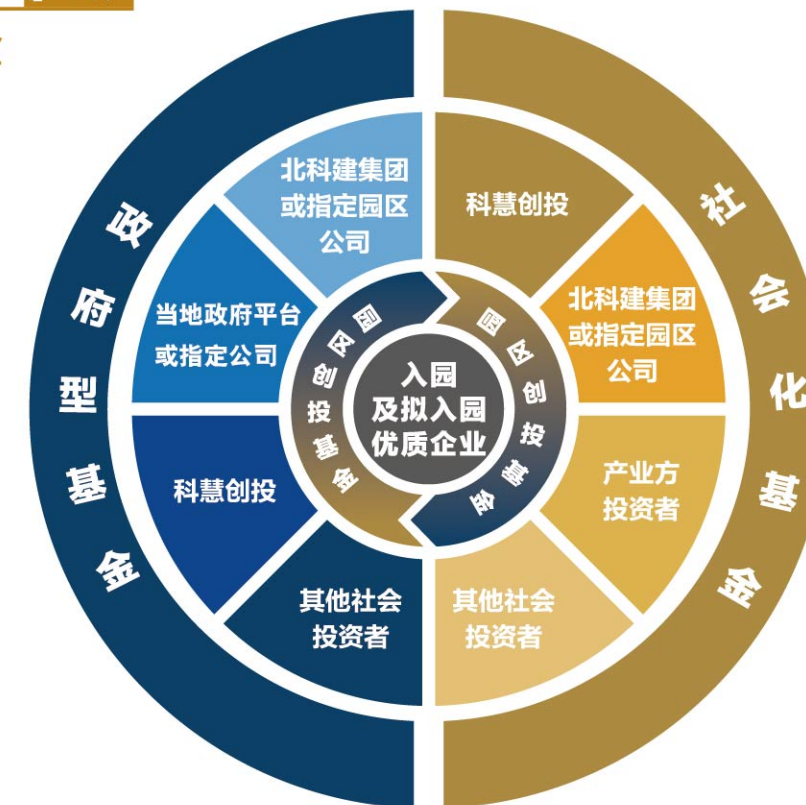 政府型基金
北科建集团
或指定园区
公司
当地政府平台
或指定公司
科慧创投
其他社会
投资者
园区创投基金
入园
及拟入园
优质企业
园区创投基金
科慧创投
北科建集团
或指定园区
公司
产业方
投资者
其他社会
投资者
社会化基金